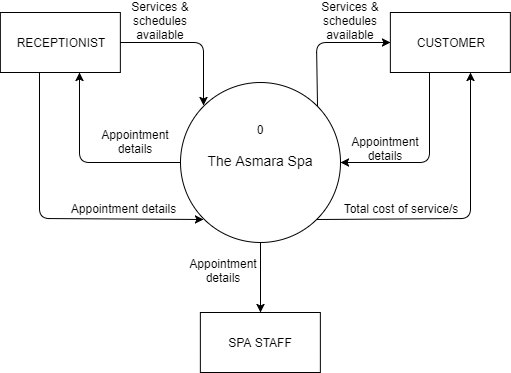 Services &
schedules
available
Services &
schedules
available
RECEPTIONIST
CUSTOMER
0
The Asmara Spa
Appointment
details
Appointment
details
Appointment details
Total cost of service/s
Appointment
details
SPA STAFF